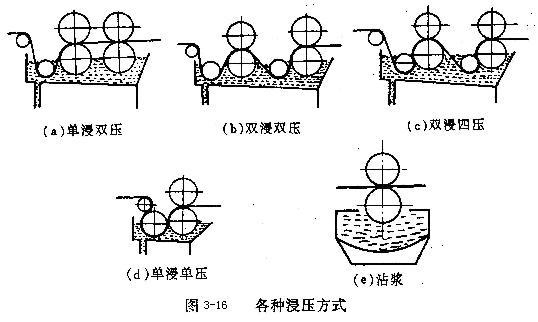 (a)单浸双压
(b)双浸双压
(c)双浸四压
(d)单浸单压
(e)沾浆
图 3-16 各种浸压方式